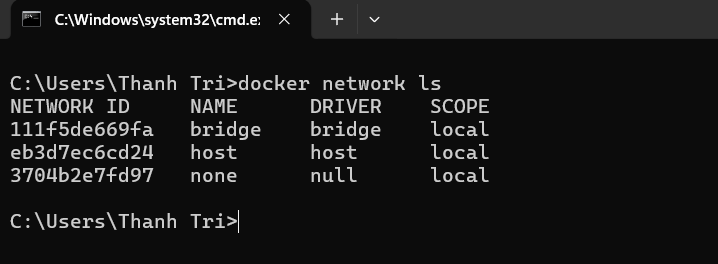 C:\Windows\system32\cmd.e
C:\Users\Thanh Tri>docker network ls
NETWORK ID     NAME      DRIVER    SCOPE
111f5de669fa   bridge    bridge    local
eb3d7ec6cd24   host      host      local
3704b2e7fd97   none      null      local
C:\Users\Thanh Tri>